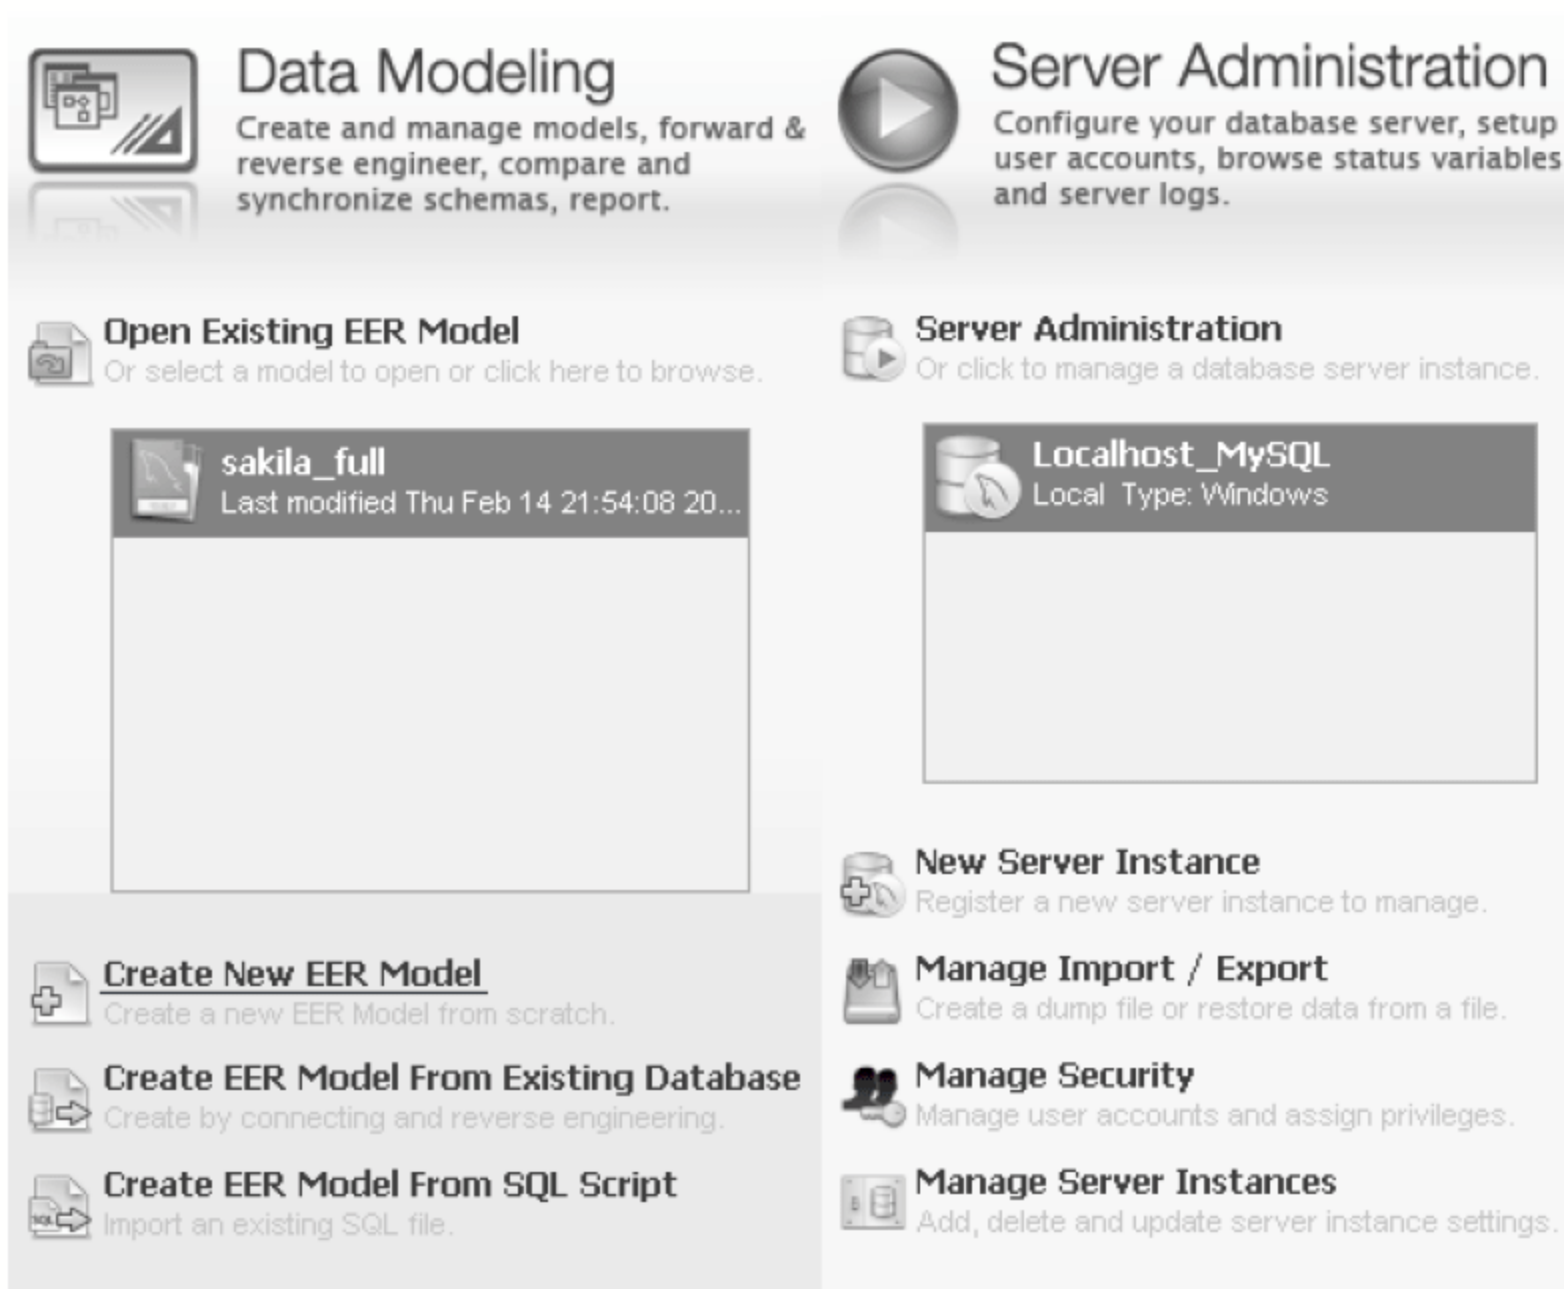 Data Modeling
Create and manage models, forward &
reverse engineer, compare and
synchronize schemas, report.
Open Existing EER Model
Or select a model to open or click here to browse.
sakila_full
Last modified Thu Feb 14 21:54:08 20...
Create New EER Model
Create a new EER Model from scratch.
Create EER Model From Existing Database
Create by connecting and reverse engineering.
Create EER Model From SQL Script
Import an existing SQL file.
Server Administration
Configure your database server, setup
user accounts, browse status variables
and server logs.
Server Administration
Or click to manage a database server instance.
Localhost_MySQL
Local Type: Windows
New Server Instance
Register a new server instance to manage.
Manage Import / Export
Create a dump file or restore data from a file.
Manage Security
Manage user accounts and assign privileges.
Manage Server Instances
Add, delete and update server instance settings.